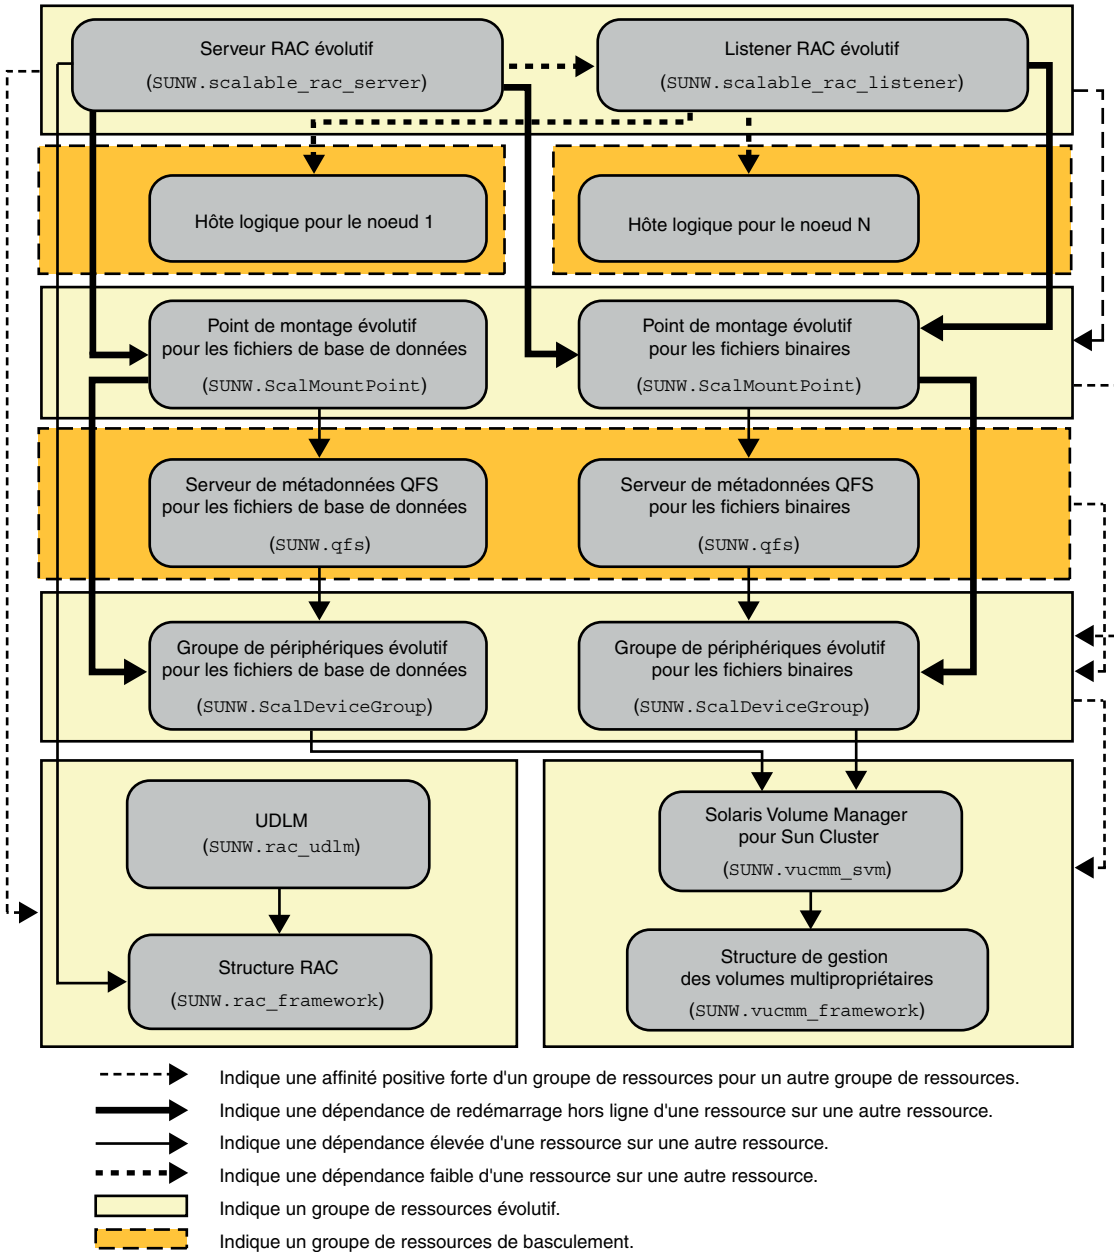 Serveur RAC évolutif
(SUNW.scalable_rac_server)
Listener RAC évolutif
(SUNW.scalable_rac_listener)
Hôte logique pour le noeud 1
Hôte logique pour le noeud N
Point de montage évolutif
pour les fichiers de base de données
(SUNW.ScalMountPoint)
Point de montage évolutif
pour les fichiers binaires
(SUNW.ScalMountPoint)
Serveur de métadonnées QFS
pour les fichiers de base de données
(SUNW.qfs)
Serveur de métadonnées QFS
pour les fichiers binaires
(SUNW.qfs)
Groupe de périphériques évolutif
pour les fichiers de base de données
(SUNW.ScalDeviceGroup)
Groupe de périphériques évolutif
pour les fichiers binaires
(SUNW.ScalDeviceGroup)
UDLM
(SUNW.rac_udlm)
Solaris Volume Manager
pour Sun Cluster
(SUNW.vucmm_svm)
Structure RAC
(SUNW.rac_framework)
Structure de gestion
des volumes multipropriétaires
(SUNW.vucmm_framework)
Indique une affinité positive forte d'un groupe de ressources pour un autre groupe de ressources.
Indique une dépendance de redémarrage hors ligne d'une ressource sur une autre ressource.
Indique une dépendance élevée d'une ressource sur une autre ressource.
Indique une dépendance faible d'une ressource sur une autre ressource.
Indique un groupe de ressources évolutif.
Indique un groupe de ressources de basculement.